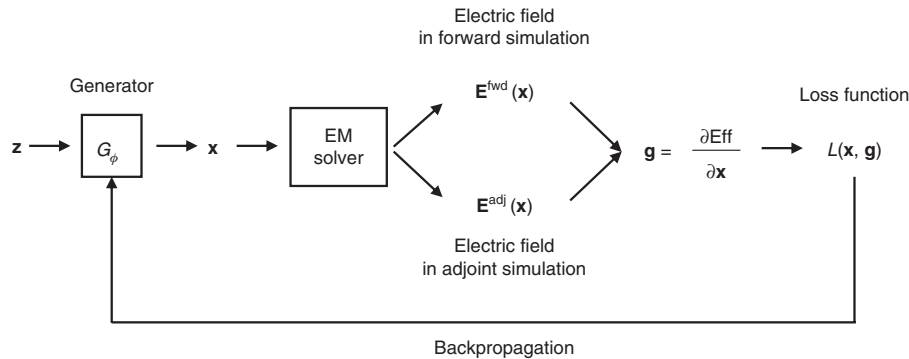 Electric field
in forward simulation
Generator
E^fwd (x)
Loss function
z
G_ϕ
x
EM
solver
g = ∂Eff / ∂x
L(x, g)
E^adj (x)
Electric field
in adjoint simulation
Backpropagation